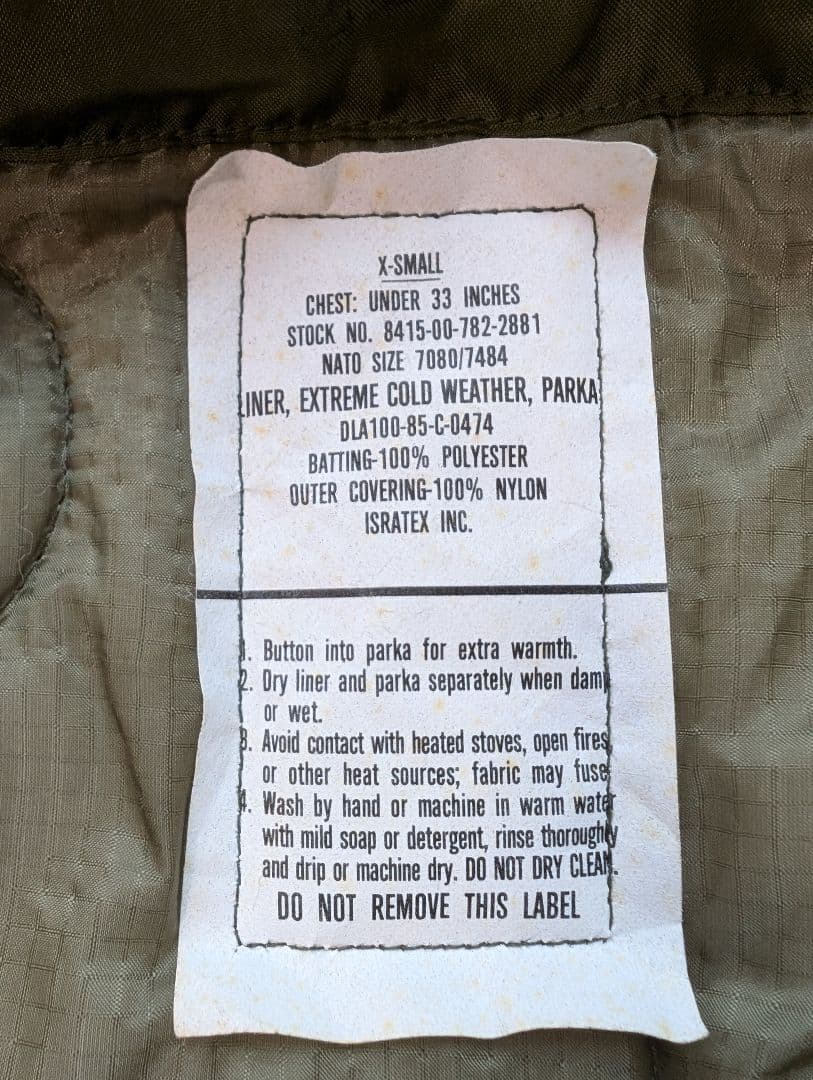 X-SMALL
CHEST: UNDER 33 INCHES
STOCK NO. 8415-00-782-2881
NATO SIZE 7080/7484
LINER, EXTREME COLD WEATHER, PARKA
DLA100-85-C-0474
BATTING-100% POLYESTER
OUTER COVERING-100% NYLON
ISRATEX INC.
1. Button into parka for extra warmth.
2. Dry liner and parka separately when damp
or wet.
3. Avoid contact with heated stoves, open fires,
or other heat sources; fabric may fuse
4. Wash by hand or machine in warm water
with mild soap or detergent, rinse thoroughly
and drip or machine dry. DO NOT DRY CLEAN.
DO NOT REMOVE THIS LABEL